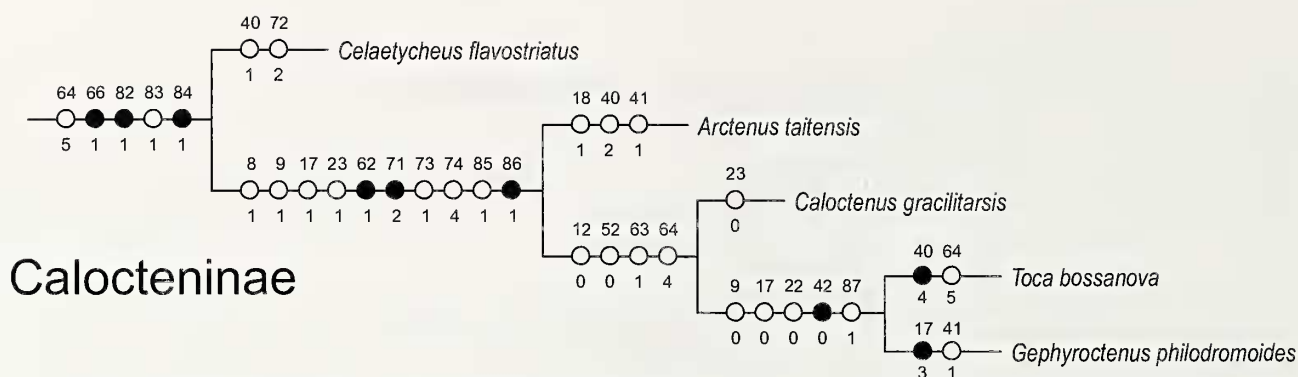 40 72
Celaetycheus flavostriatus
1 2
64 66 82 83 84
5 1 1 1 1
18 40 41
Arctenus taitensis
1 2 1
8 9 17 23 62 71 73 74 85 86
1 1 1 1 1 2 1 4 1 1
23
Caloctenus gracilitarsis
0
12 52 63 64
0 0 1 4
Calocteninae
40 64
Toca bossanova
4 5
9 17 22 42 87
0 0 0 0 1
17 41
Gephyroctenus philodromoides
3 1